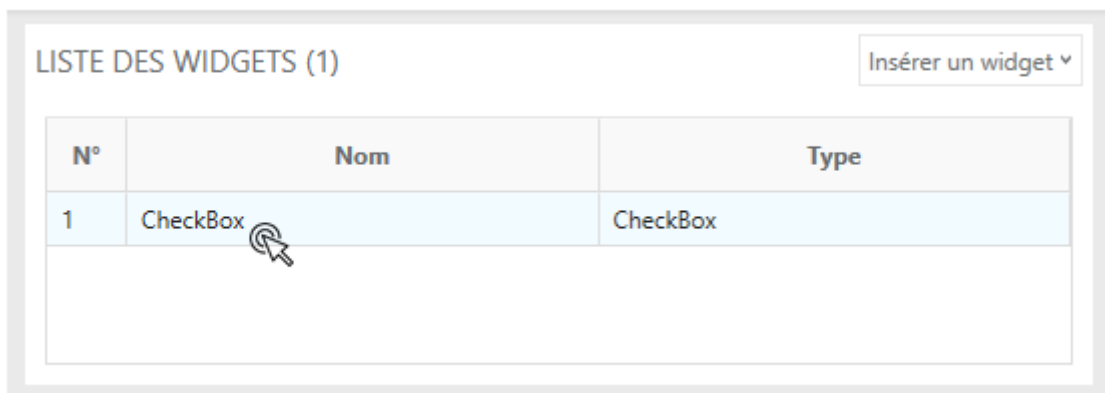 LISTE DES WIDGETS (1)
Insérer un widget
N° Nom Type
1 CheckBox CheckBox